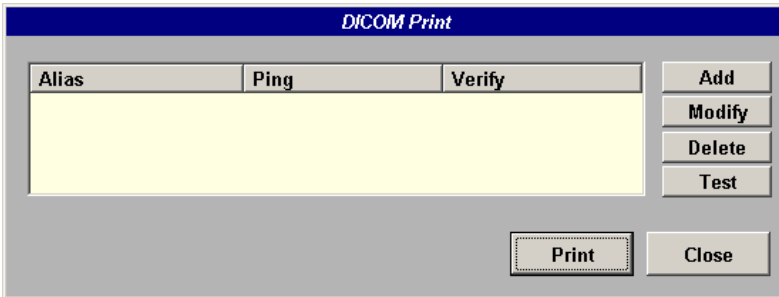 DICOM Print
Alias Ping Verify Add
Modify
Delete
Test
Print Close